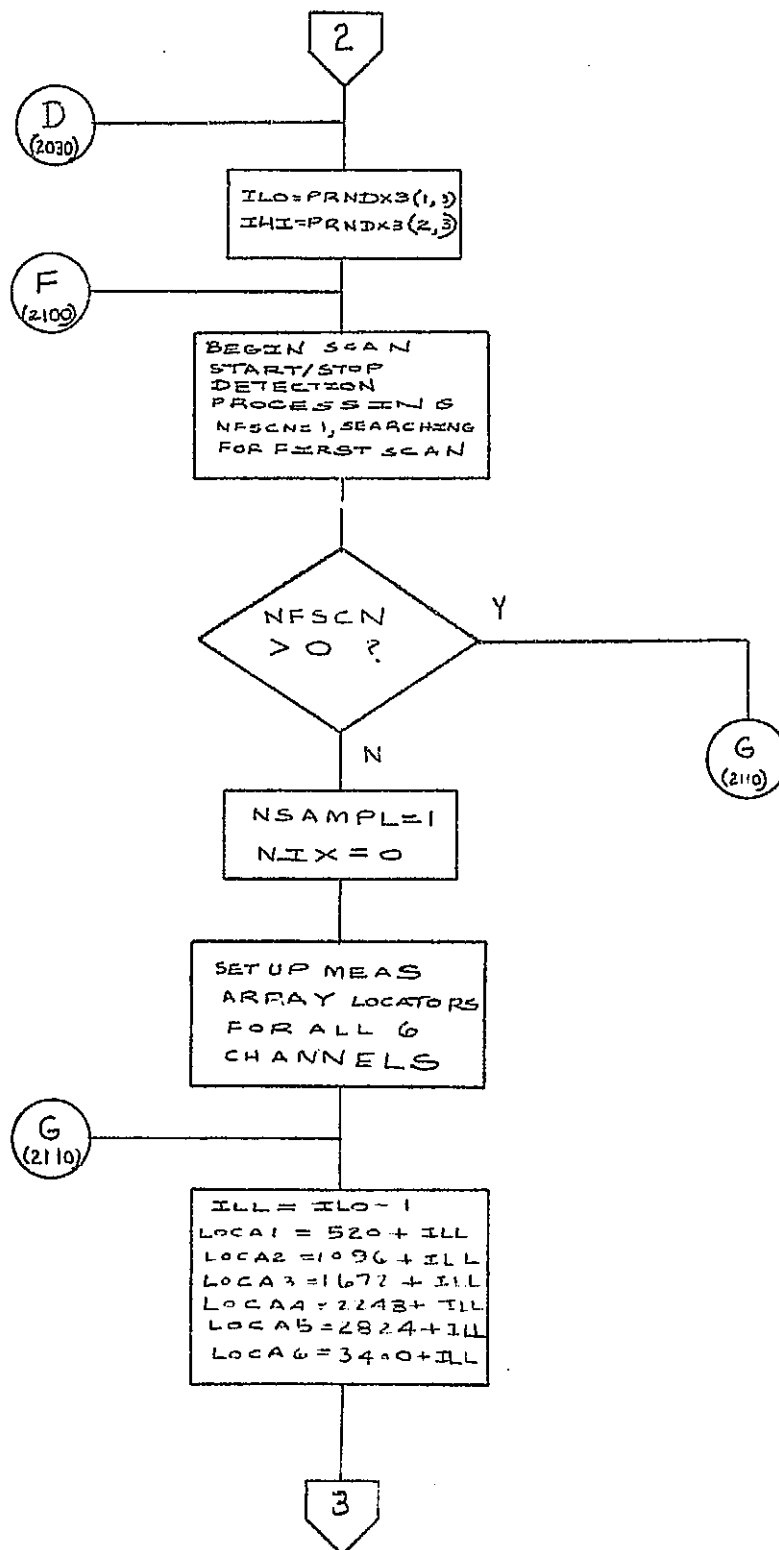 2
D
(2030)
ILO=PRNDX3(1,3)
IHI=PRNDX3(2,3)
F
(2100)
BEGIN SCAN
START/STOP
DETECTION
PROCESSING
NFSCN=1, SEARCHING
FOR FIRST SCAN
NFSCN
> 0 ?
Y
N
G
(2110)
NSAMPL=1
NIX=0
SETUP MEAS
ARRAY LOCATORS
FOR ALL 6
CHANNELS
G
(2110)
ILL = ILO-1
LOCA1 = 520 + ILL
LOCA2 = 1096 + ILL
LOCA3 = 1672 + ILL
LOCA4 = 2248 + ILL
LOCA5 = 2824 + ILL
LOCA6 = 3400 + ILL
3